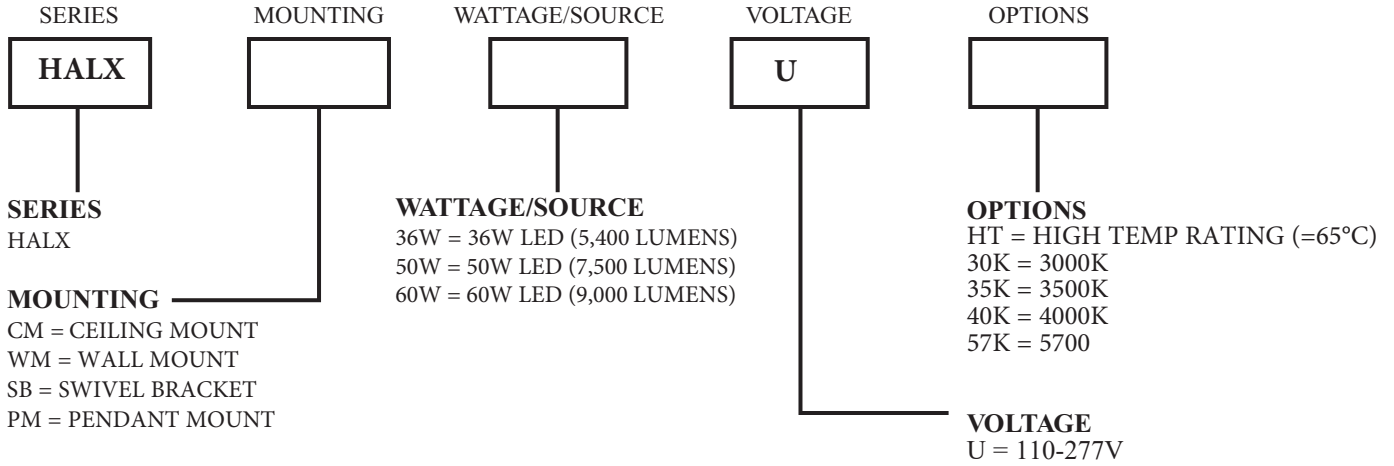 SERIES MOUNTING WATTAGE/SOURCE VOLTAGE OPTIONS
HALX U
SERIES
HALX
MOUNTING
CM = CEILING MOUNT
WM = WALL MOUNT
SB = SWIVEL BRACKET
PM = PENDANT MOUNT
WATTAGE/SOURCE
36W = 36W LED (5,400 LUMENS)
50W = 50W LED (7,500 LUMENS)
60W = 60W LED (9,000 LUMENS)
OPTIONS
HT = HIGH TEMP RATING (=65°C)
30K = 3000K
35K = 3500K
40K = 4000K
57K = 5700
VOLTAGE
U = 110-277V